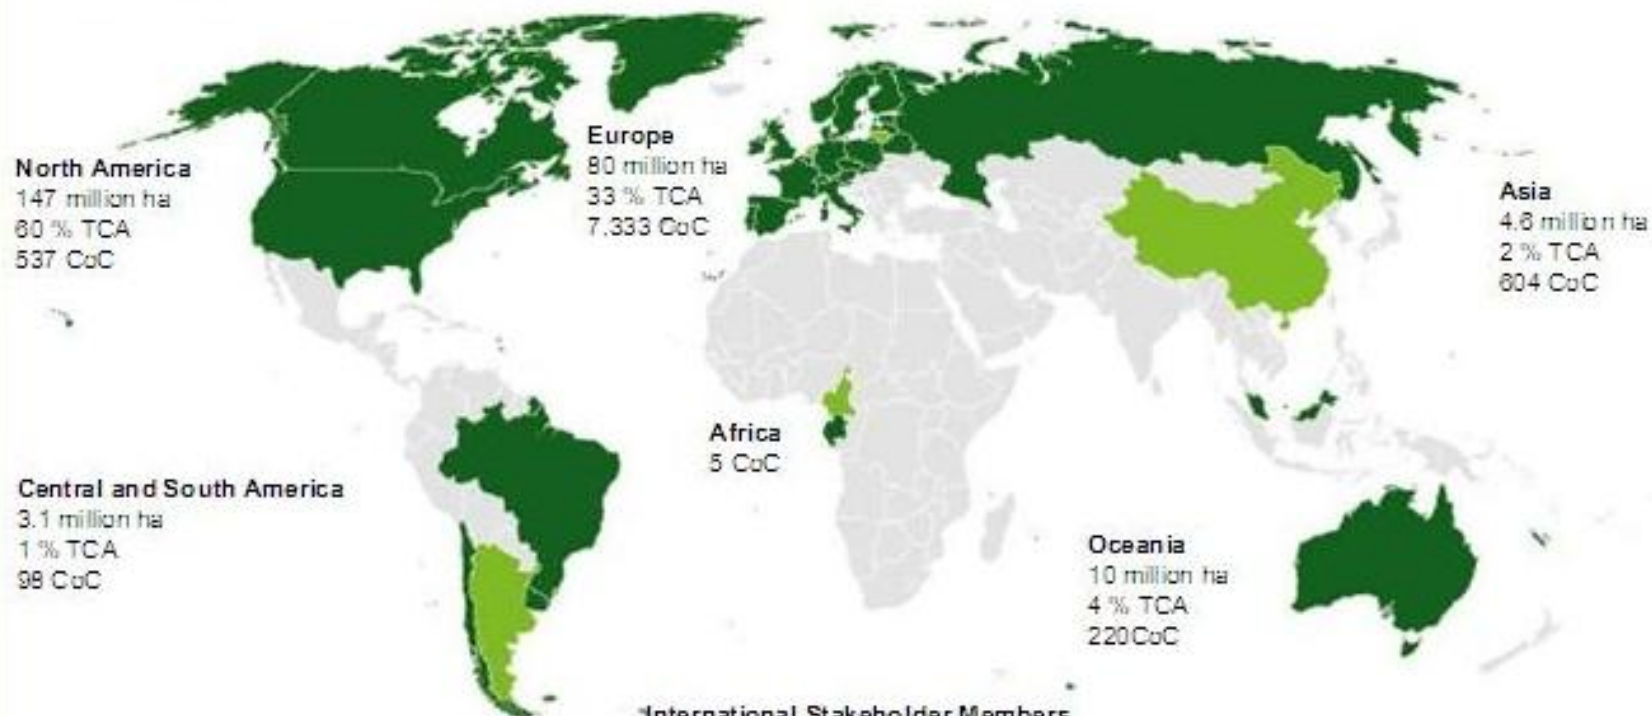 North America
147 million ha
60 % TCA
537 CoC
Europe
80 million ha
33 % TCA
7,333 CoC
Asia
4.6 million ha
2 % TCA
604 CoC
Africa
5 CoC
Central and South America
3.1 million ha
1 % TCA
98 CoC
Oceania
10 million ha
4 % TCA
220CoC
International Stakeholder Members